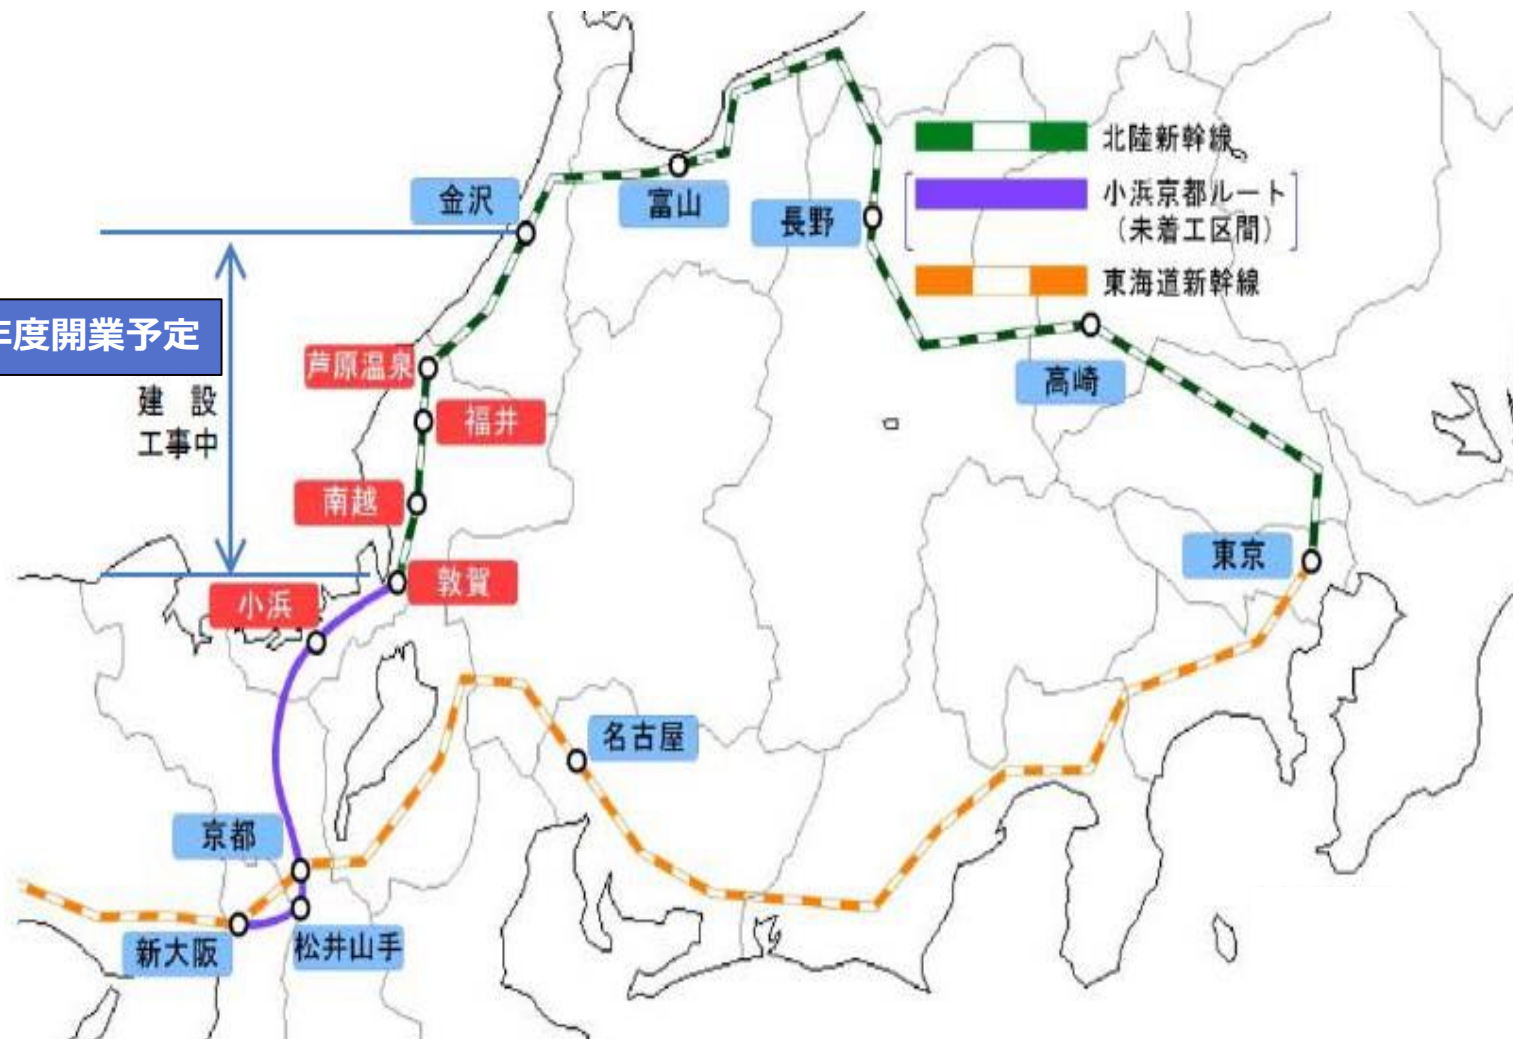 北陸新幹線
小浜京都ルート
（未着工区間）
東海道新幹線
金沢
富山
長野
年度開業予定
建 設
工事中
芦原温泉
福井
高崎
南越
東京
敦賀
小浜
名古屋
京都
新大阪
松井山手